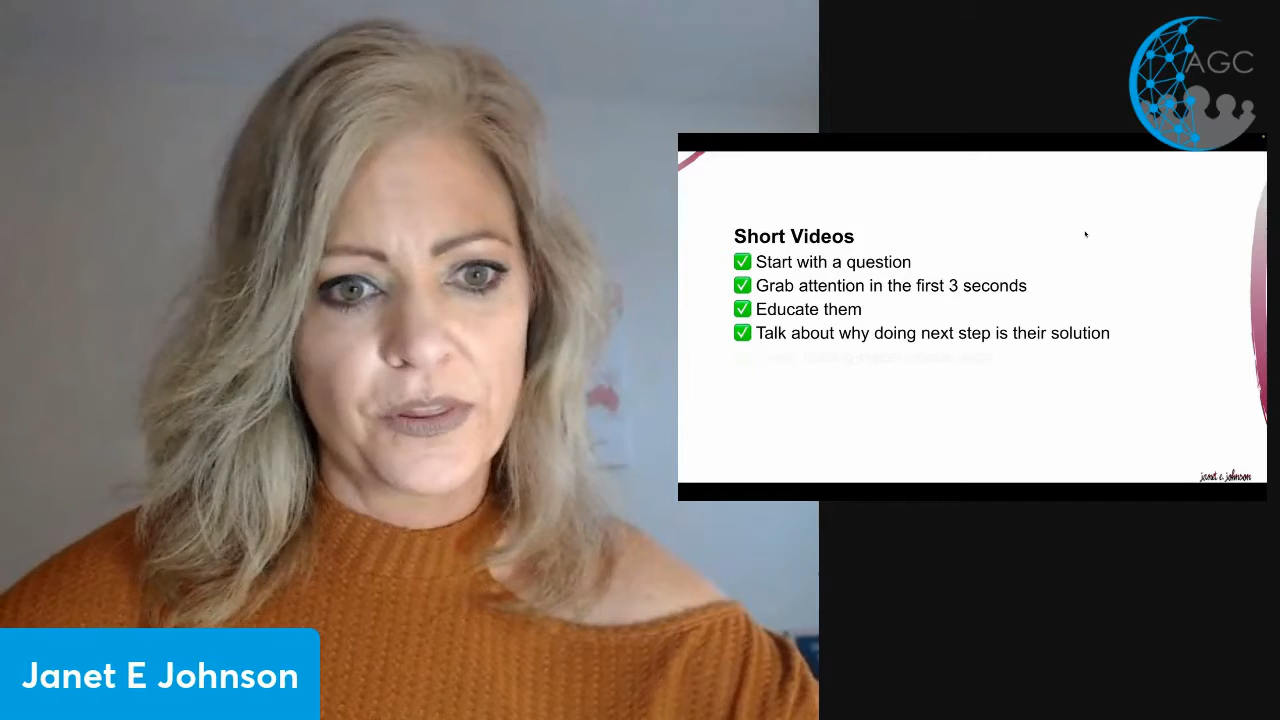 AGC
Short Videos
✅ Start with a question
✅ Grab attention in the first 3 seconds
✅ Educate them
✅ Talk about why doing next step is their solution
janet e. johnson
Janet E Johnson